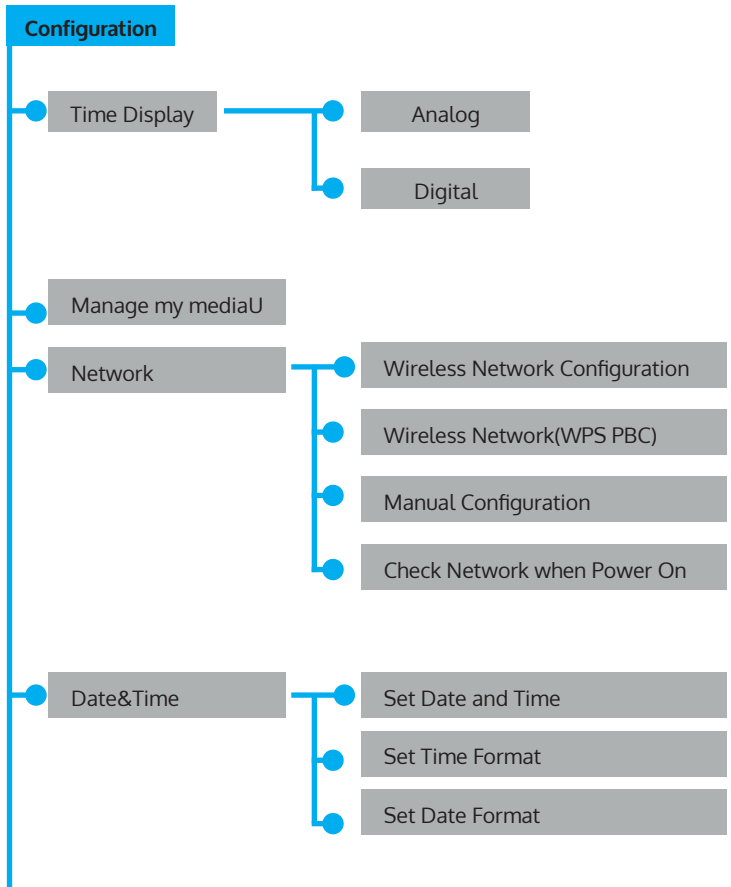 Configuration
Time Display
Analog
Digital
Manage my mediaU
Network
Wireless Network Configuration
Wireless Network(WPS PBC)
Manual Configuration
Check Network when Power On
Date&Time
Set Date and Time
Set Time Format
Set Date Format